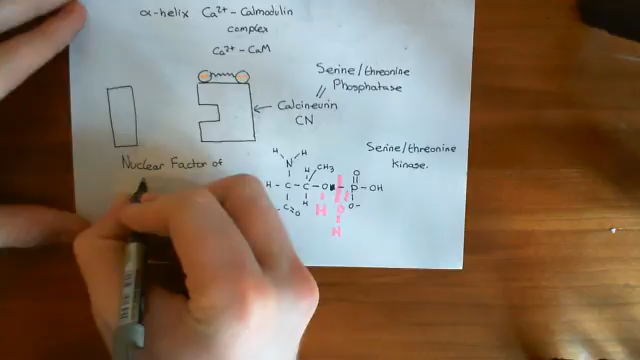 α-helix Ca²⁺ - Calmodulin
complex
Ca²⁺ - CaM
Serine/threonine
Phosphatase
Calcineurin
CN
Serine/threonine
kinase.
Nuclear Factor of
H H
N
H CH₃
O
H - C - C - O - P - OH
H
O-
C=O
H
O
H